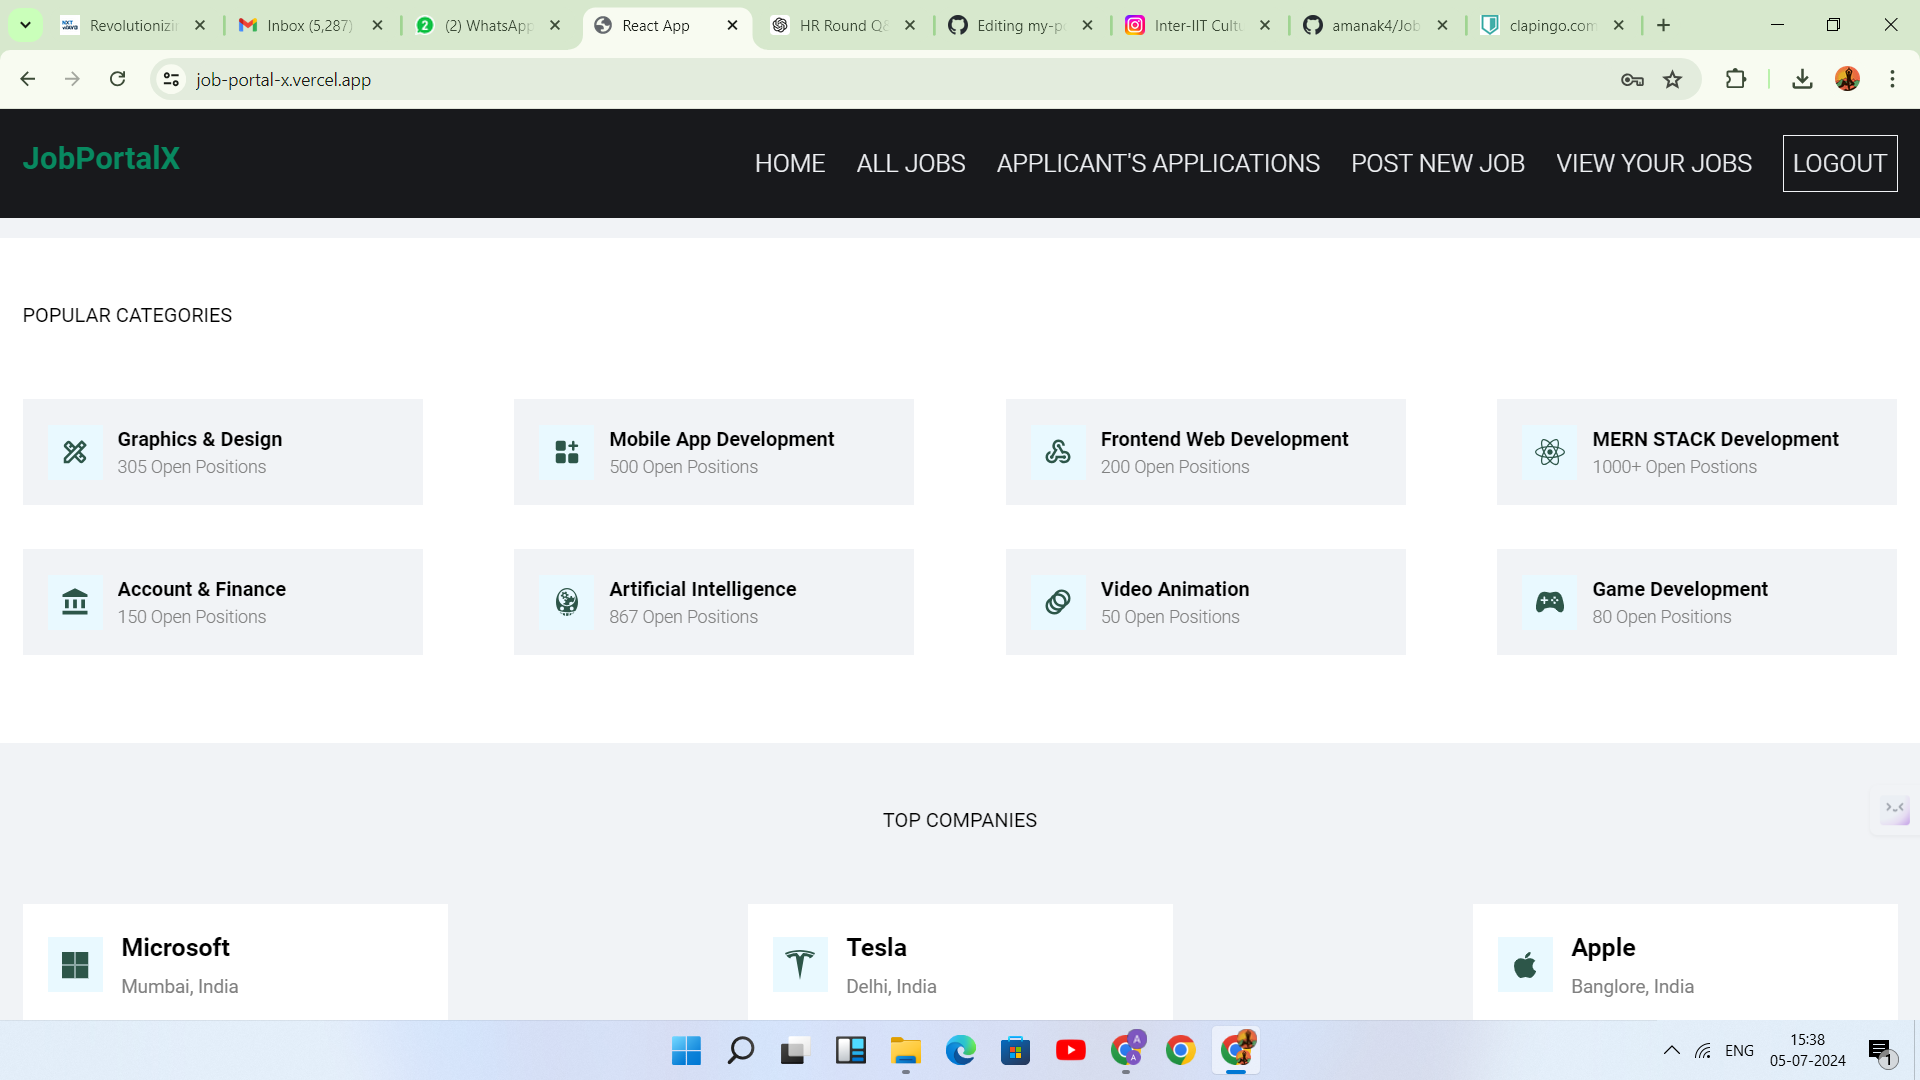 Revolutionizi
Inbox (5,287)
(2) WhatsApp
React App
HR Round Q&
Editing my-p
Inter-IIT Cultu
amanak4/Job
clapingo.com
job-portal-x.vercel.app
JobPortalX
HOME
ALL JOBS
APPLICANT'S APPLICATIONS
POST NEW JOB
VIEW YOUR JOBS
LOGOUT
POPULAR CATEGORIES
Graphics & Design
305 Open Positions
Mobile App Development
500 Open Positions
Frontend Web Development
200 Open Positions
MERN STACK Development
1000+ Open Postions
Account & Finance
150 Open Positions
Artificial Intelligence
867 Open Positions
Video Animation
50 Open Positions
Game Development
80 Open Positions
TOP COMPANIES
Microsoft
Mumbai, India
Tesla
Delhi, India
Apple
Banglore, India
ENG
15:38
05-07-2024
1